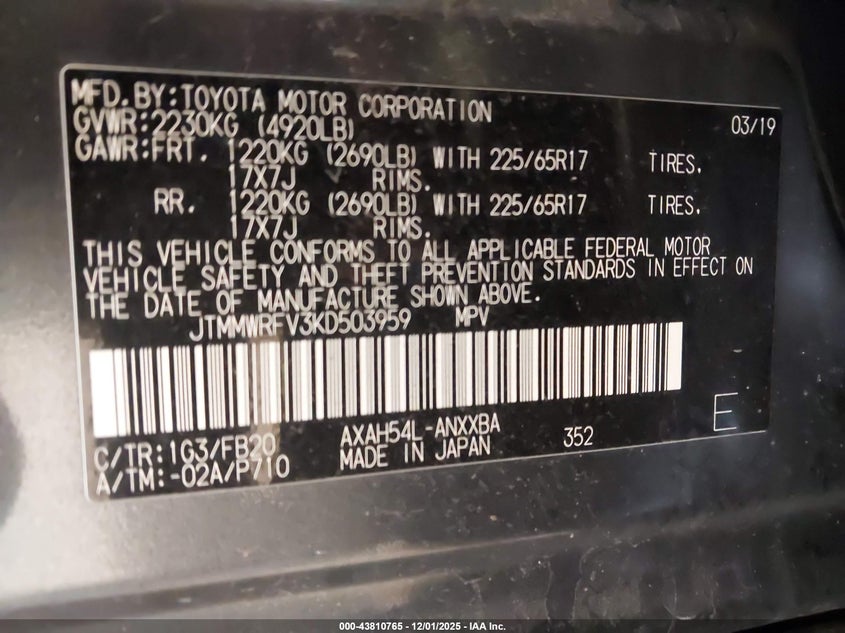 MFD.BY:TOYOTA MOTOR CORPORATION
GVWR:2230KG (4920LB) 03/19
GAWR:FRT. 1220KG (2690LB) WITH 225/65R17 TIRES.
17X7J RIMS.
RR. 1220KG (2690LB) WITH 225/65R17 TIRES.
17X7J RIMS.
THIS VEHICLE CONFORMS TO ALL APPLICABLE FEDERAL MOTOR
VEHICLE SAFETY AND THEFT PREVENTION STANDARDS IN EFFECT ON
THE DATE OF MANUFACTURE SHOWN ABOVE.
JTMMWRFV3KD503959 MPV
C/TR:1G3/FB20 AXAH54L-ANXXBA 352 E
A/TM:-02A/P710 MADE IN JAPAN
000-43810765 - 12/01/2025 - IAA Inc.